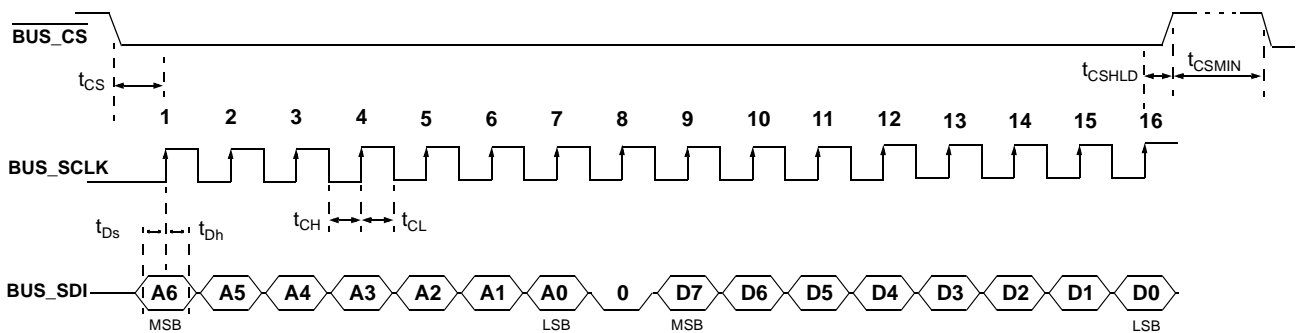 BUS_CS
tCS
tCSHLD
tCSMIN
1 2 3 4 5 6 7 8 9 10 11 12 13 14 15 16
BUS_SCLK
tDs
tDh
tCH
tCL
BUS_SDI
A6 A5 A4 A3 A2 A1 A0 0 D7 D6 D5 D4 D3 D2 D1 D0
MSB LSB MSB LSB